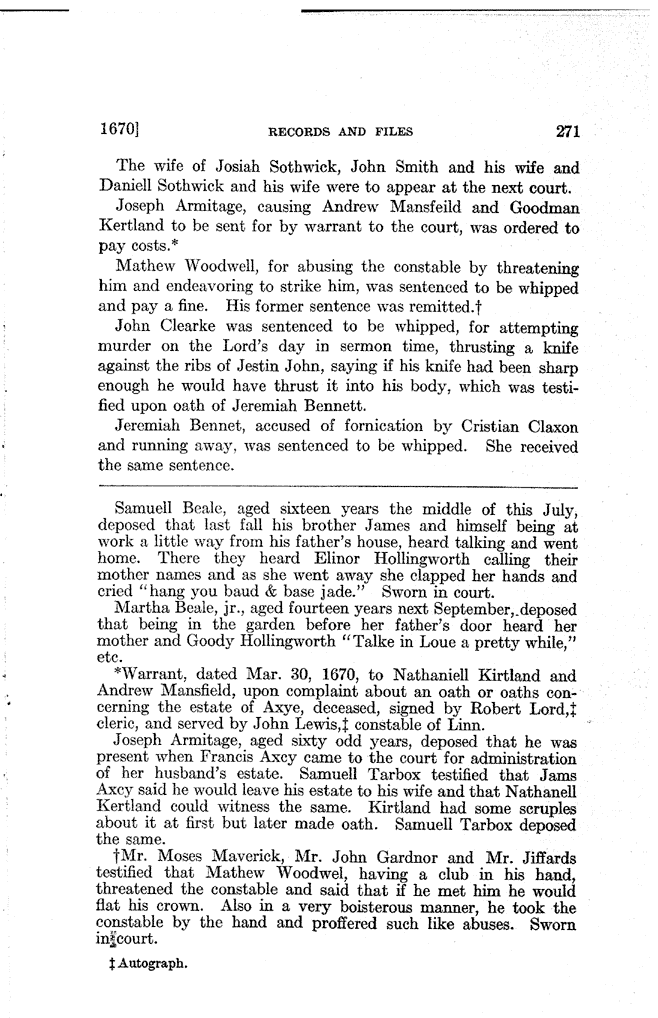 1670] RECORDS AND FILES 271
The wife of Josiah Sothwick, John Smith and his wife and
Daniell Sothwick and his wife were to appear at the next court.
Joseph Armitage, causing Andrew Mansfeild and Goodman
Kertland to be sent for by warrant to the court, was ordered to
pay costs.*
Mathew Woodwell, for abusing the constable by threatening
him and endeavoring to strike him, was sentenced to be whipped
and pay a fine. His former sentence was remitted.†
John Clearke was sentenced to be whipped, for attempting
murder on the Lord's day in sermon time, thrusting a knife
against the ribs of Jestin John, saying if his knife had been sharp
enough he would have thrust it into his body, which was testi-
fied upon oath of Jeremiah Bennett.
Jeremiah Bennet, accused of fornication by Cristian Claxon
and running away, was sentenced to be whipped. She received
the same sentence.
Samuell Beale, aged sixteen years the middle of this July,
deposed that last fall his brother James and himself being at
work a little way from his father's house, heard talking and went
home. There they heard Elinor Hollingworth calling their
mother names and as she went away she clapped her hands and
cried "hang you baud & base jade." Sworn in court.
Martha Beale, jr., aged fourteen years next September, deposed
that being in the garden before her father's door heard her
mother and Goody Hollingworth "Talke in Loue a pretty while,"
etc.
*Warrant, dated Mar. 30, 1670, to Nathaniell Kirtland and
Andrew Mansfield, upon complaint about an oath or oaths con-
cerning the estate of Axye, deceased, signed by Robert Lord,‡
cleric, and served by John Lewis,‡ constable of Linn.
Joseph Armitage, aged sixty odd years, deposed that he was
present when Francis Axcy came to the court for administration
of her husband's estate. Samuell Tarbox testified that Jams
Axcy said he would leave his estate to his wife and that Nathanell
Kertland could witness the same. Kirtland had some scruples
about it at first but later made oath. Samuell Tarbox deposed
the same.
†Mr. Moses Maverick, Mr. John Gardnor and Mr. Jiffards
testified that Mathew Woodwel, having a club in his hand,
threatened the constable and said that if he met him he would
flat his crown. Also in a very boisterous manner, he took the
constable by the hand and proffered such like abuses. Sworn
in court.
‡ Autograph.